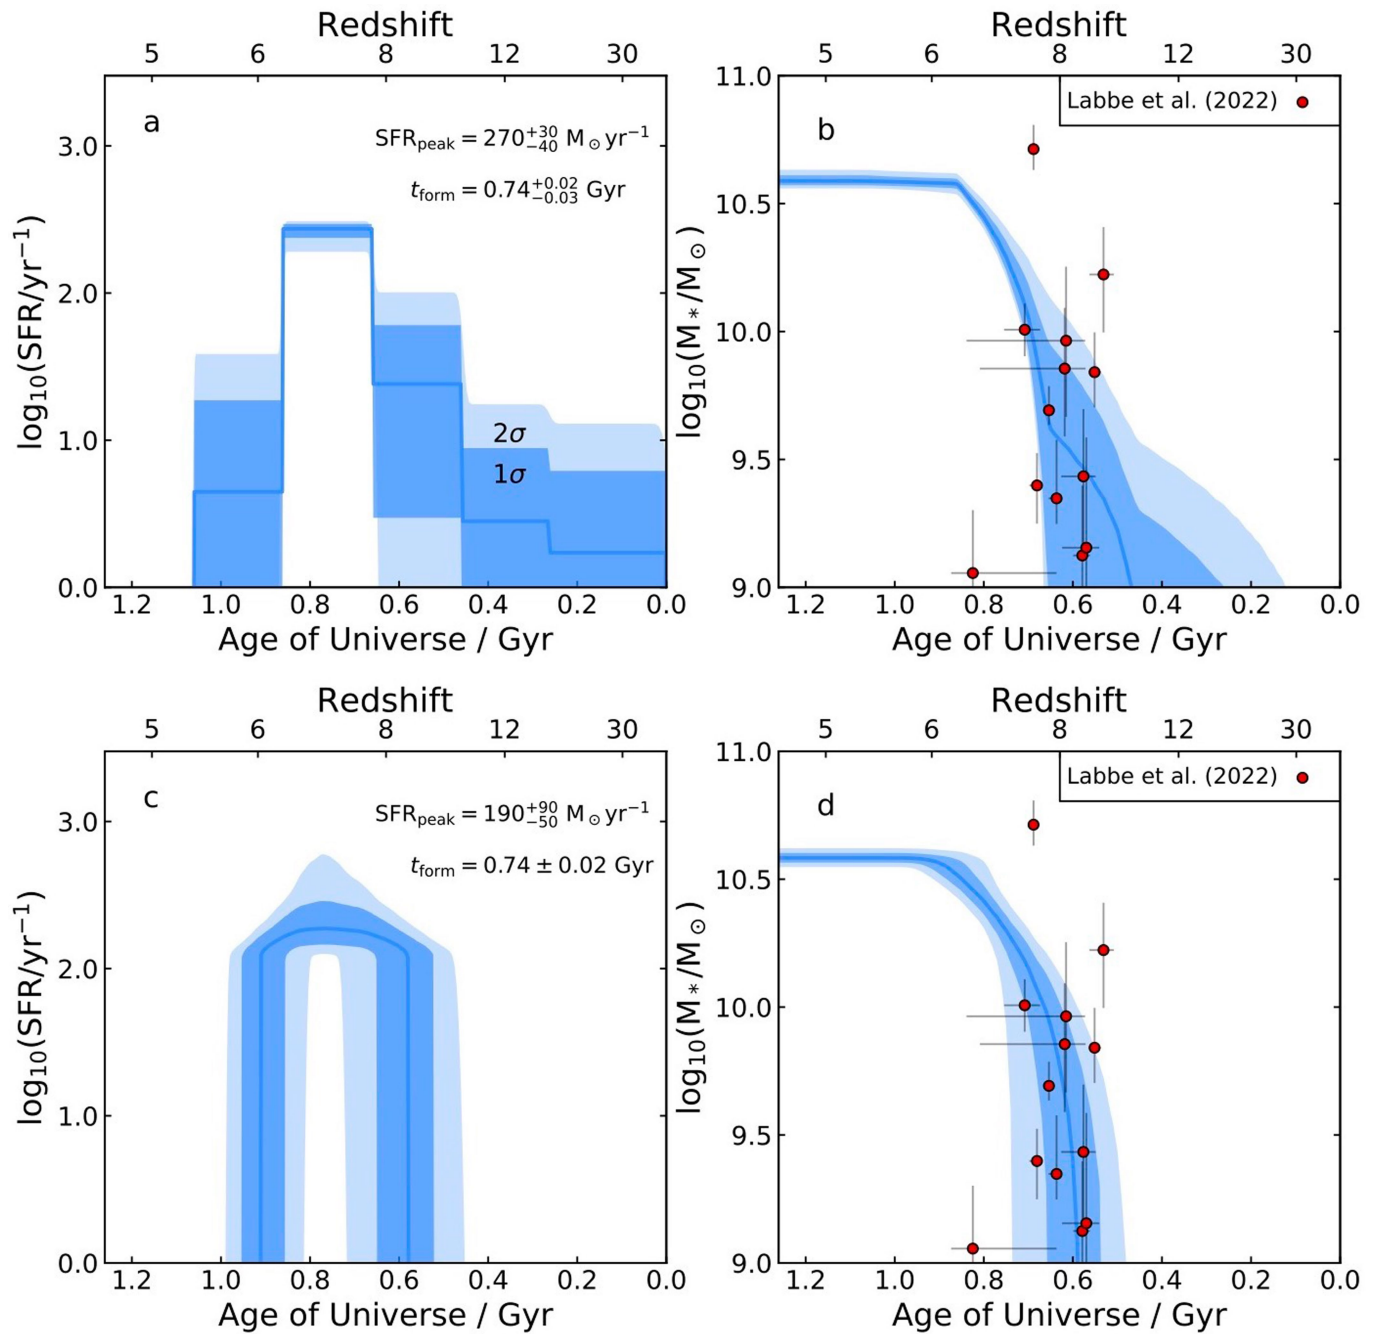 Redshift
5 6 8 12 30
a
SFRpeak = 270 +30 −40 M⊙yr−1
tform = 0.74 +0.02 −0.03 Gyr
3.0
2.0
1.0
0.0
log10(SFR/yr−1)
2σ
1σ
1.2 1.0 0.8 0.6 0.4 0.2 0.0
Age of Universe / Gyr
Redshift
5 6 8 12 30
b
Labbe et al. (2022)
11.0
10.5
10.0
9.5
9.0
log10(M∗/M⊙)
1.2 1.0 0.8 0.6 0.4 0.2 0.0
Age of Universe / Gyr
Redshift
5 6 8 12 30
c
SFRpeak = 190 +90 −50 M⊙yr−1
tform = 0.74 ± 0.02 Gyr
3.0
2.0
1.0
0.0
log10(SFR/yr−1)
1.2 1.0 0.8 0.6 0.4 0.2 0.0
Age of Universe / Gyr
Redshift
5 6 8 12 30
d
Labbe et al. (2022)
11.0
10.5
10.0
9.5
9.0
log10(M∗/M⊙)
1.2 1.0 0.8 0.6 0.4 0.2 0.0
Age of Universe / Gyr